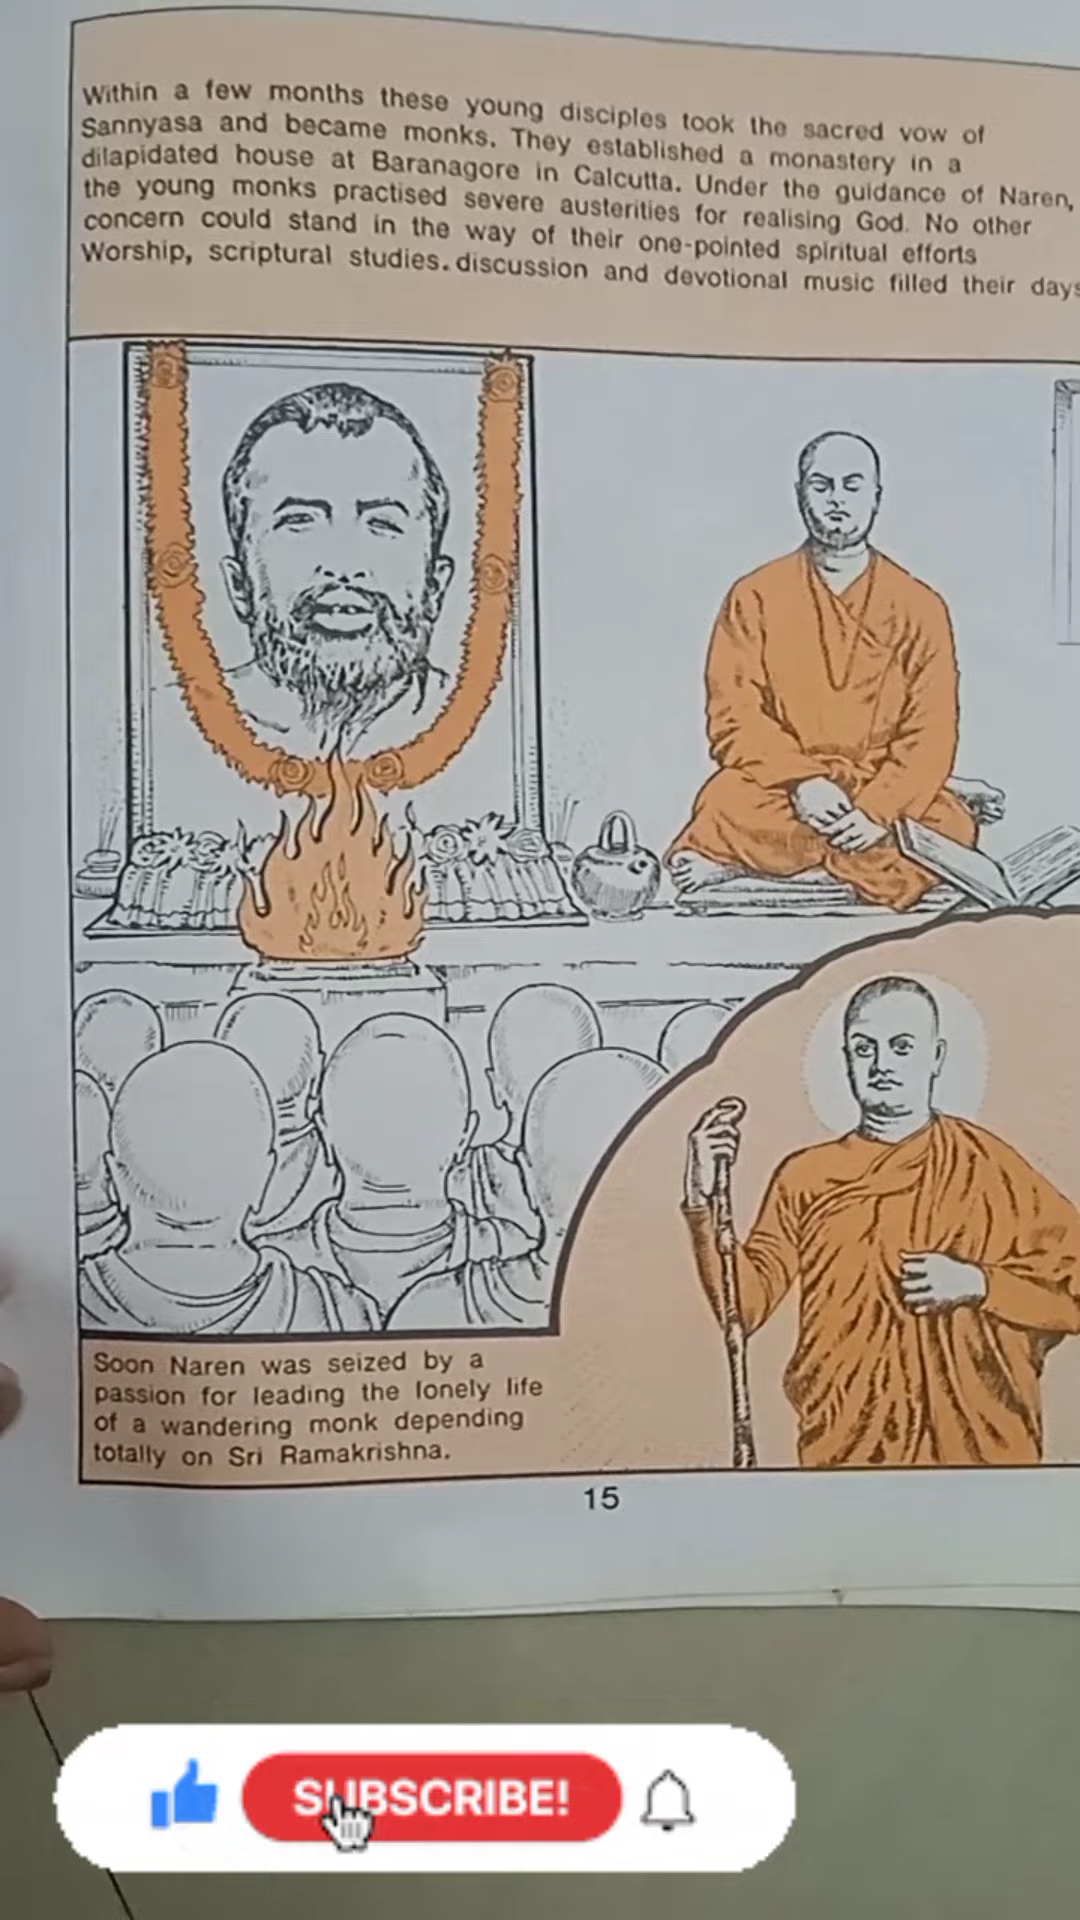 Within a few months these young disciples took the sacred vow of
Sannyasa and became monks. They established a monastery in a
dilapidated house at Baranagore in Calcutta. Under the guidance of Naren,
the young monks practised severe austerities for realising God. No other
concern could stand in the way of their one-pointed spiritual efforts
Worship, scriptural studies. discussion and devotional music filled their days
Soon Naren was seized by a
passion for leading the lonely life
of a wandering monk depending
totally on Sri Ramakrishna.
15
SUBSCRIBE!